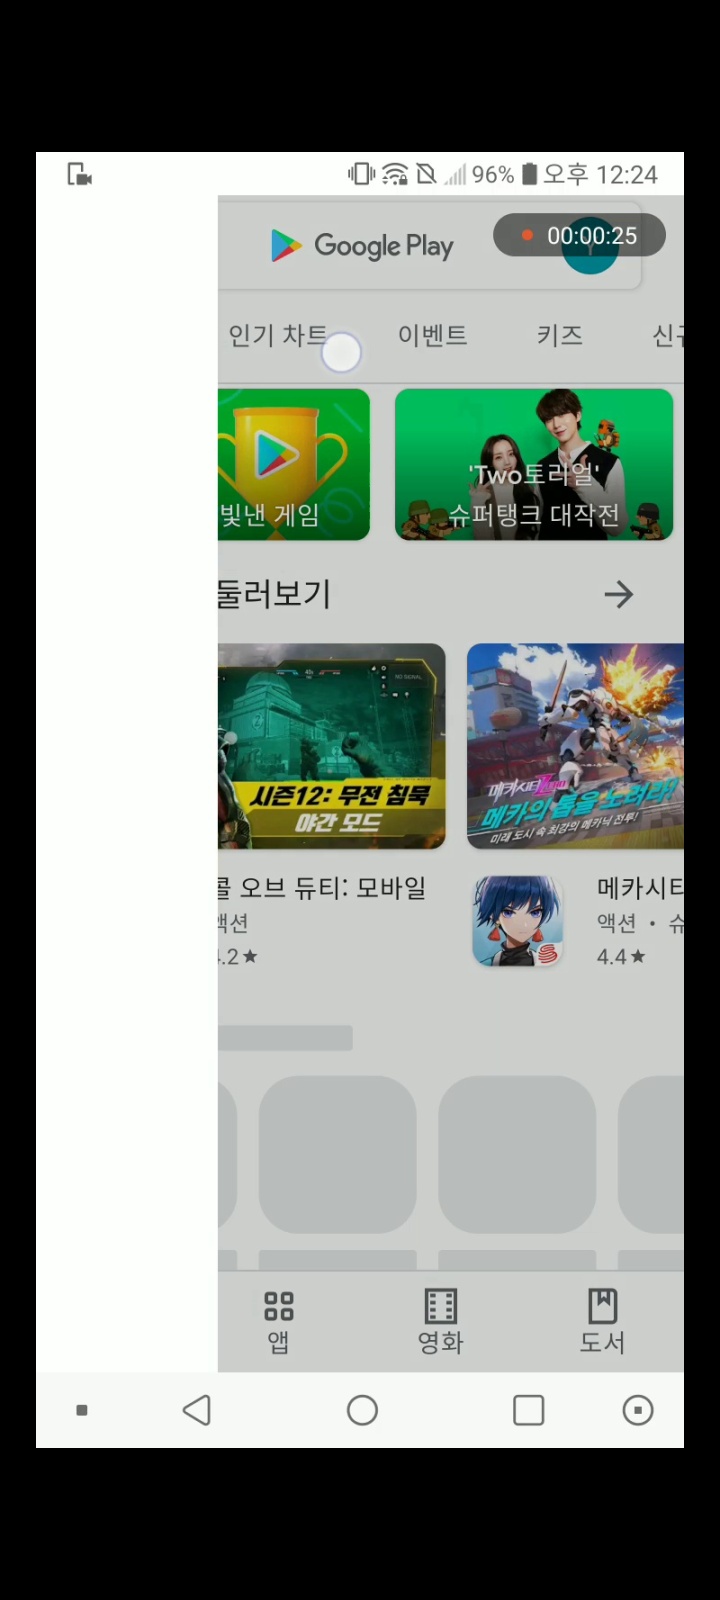 96% 오후 12:24
Google Play
00:00:25
인기 차트 이벤트 키즈 신규
빛낸 게임
'Two토리얼'
슈퍼탱크 대작전
둘러보기
NO SIGNAL
시즌12: 무전 침묵
야간 모드
메카시티 ZERO
메카의 톱을 노려라?
미래 도시 속 최강의 메카닉 전투!
콜 오브 듀티: 모바일
액션
4.2★
메카시티
액션 · 슈
4.4★
앱 영화 도서